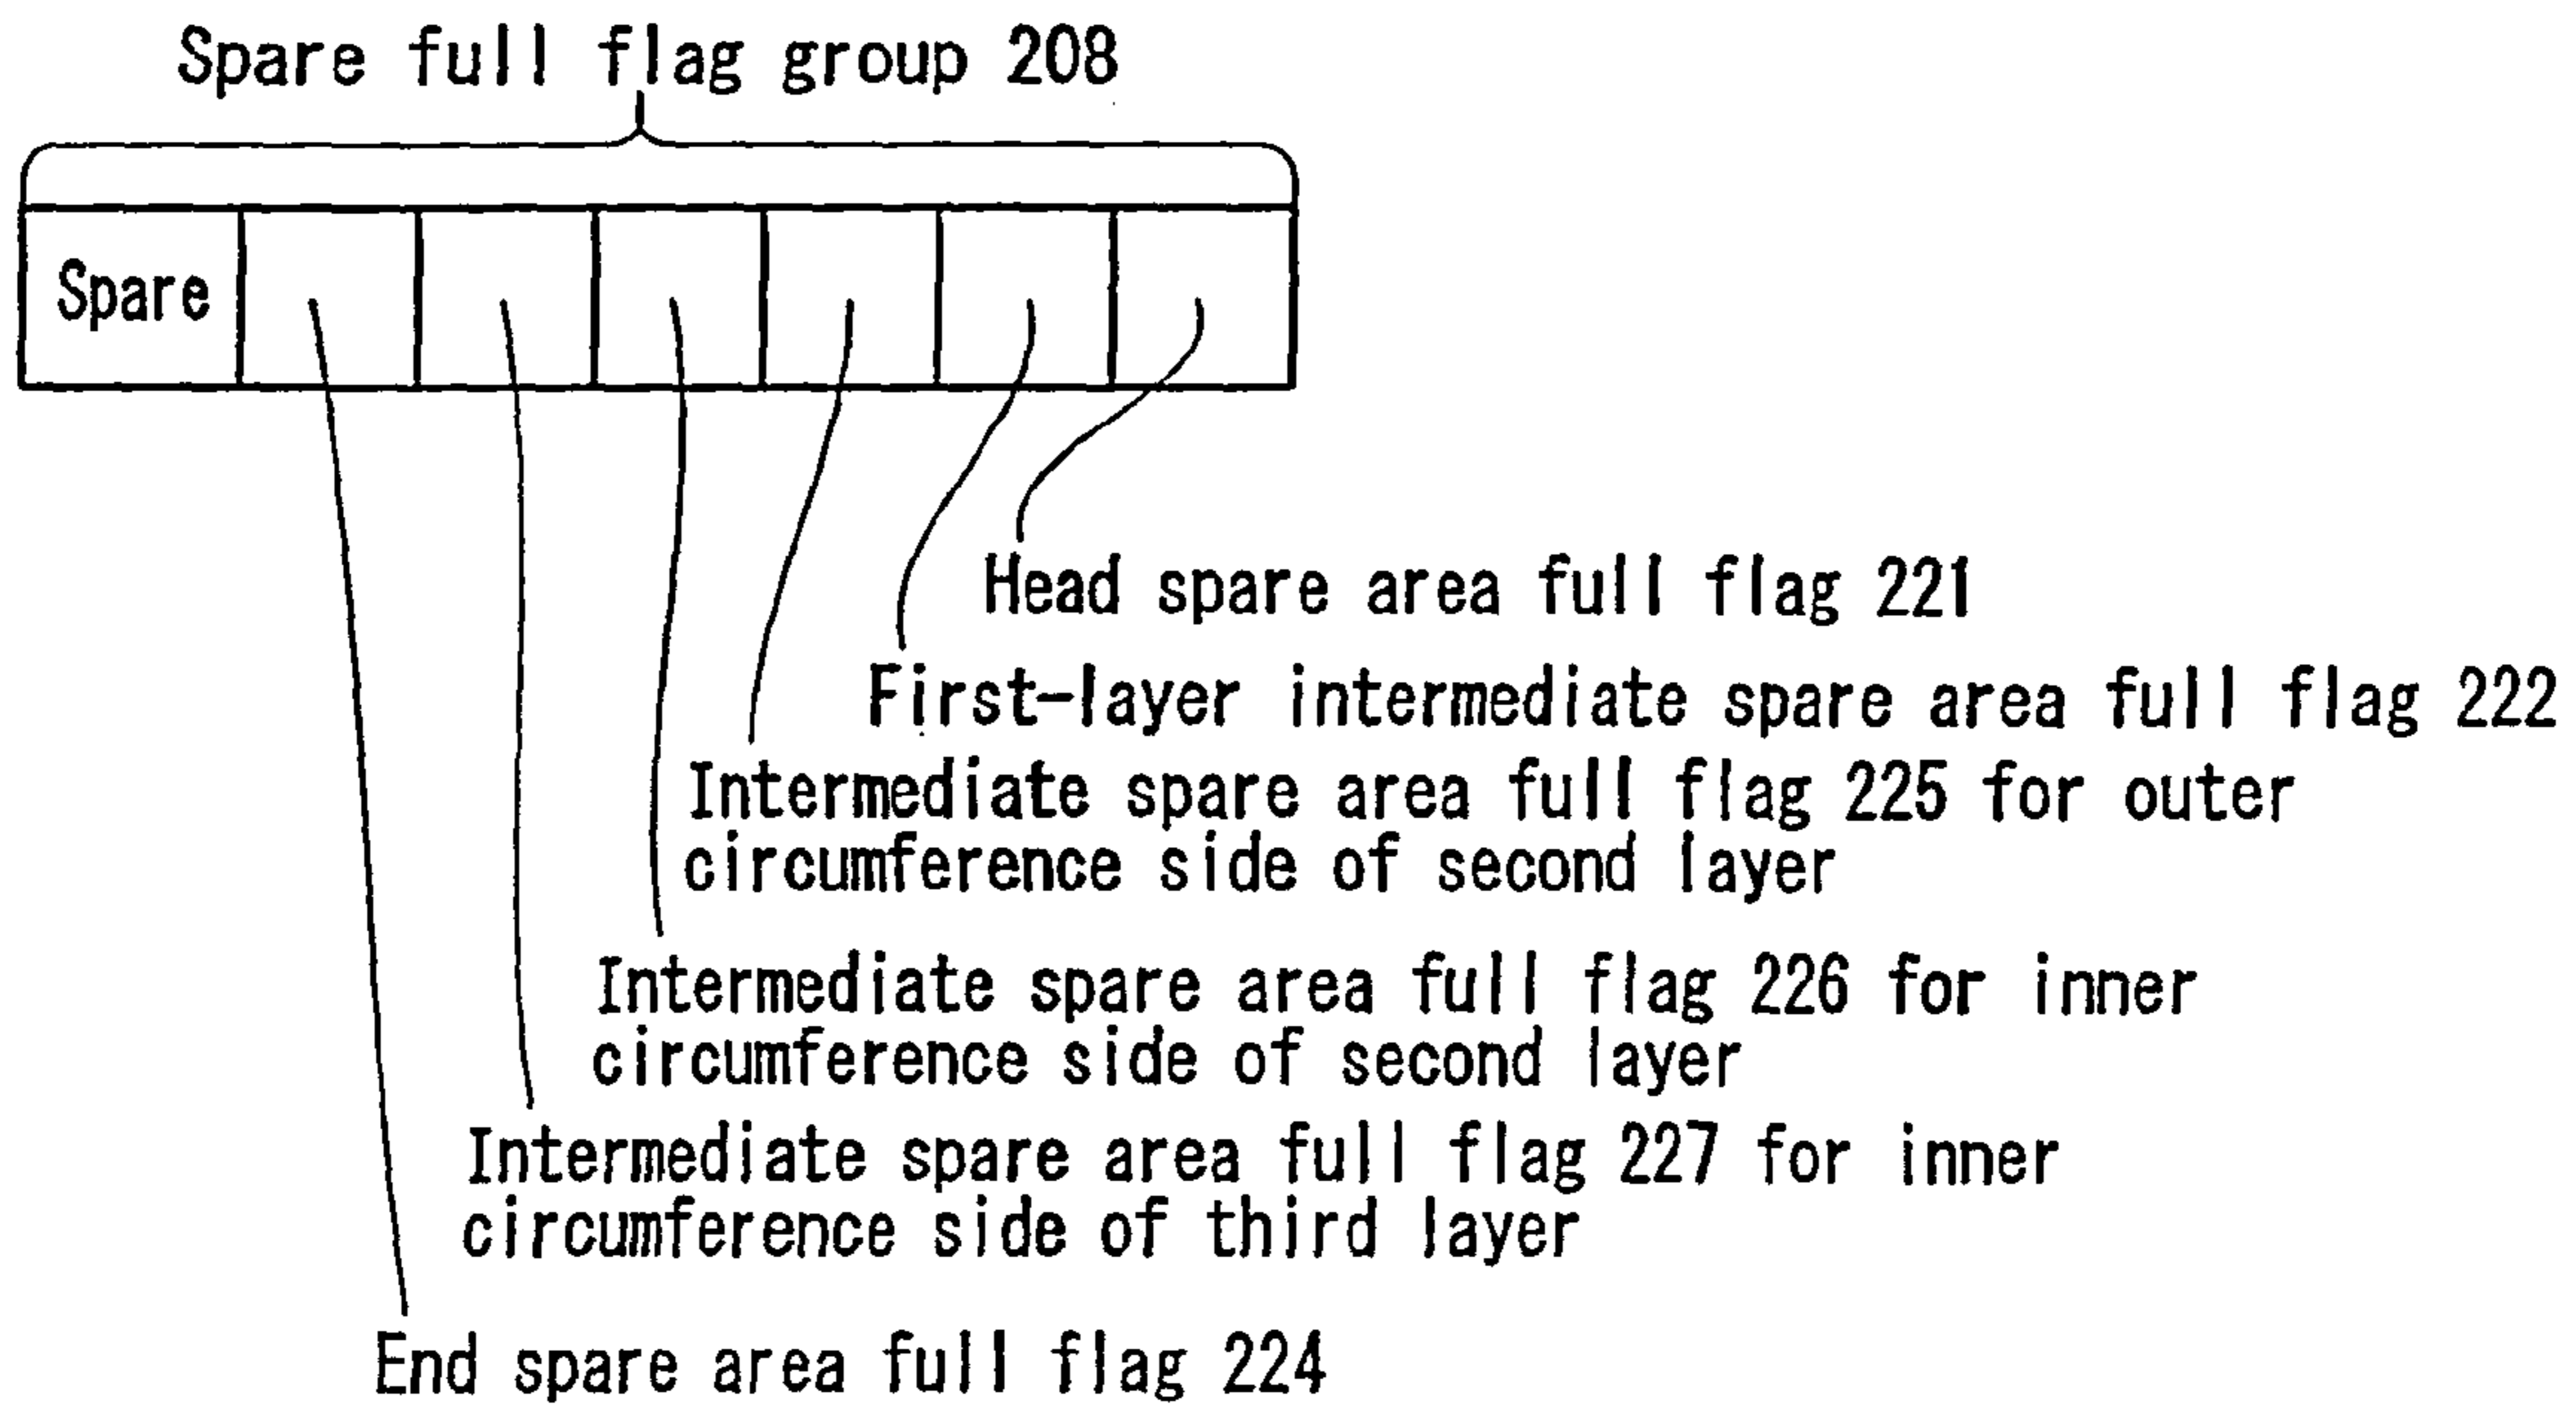 Spare full flag group 208
Spare
Head spare area full flag 221
First-layer intermediate spare area full flag 222
Intermediate spare area full flag 225 for outer
circumference side of second layer
Intermediate spare area full flag 226 for inner
circumference side of second layer
Intermediate spare area full flag 227 for inner
circumference side of third layer
End spare area full flag 224